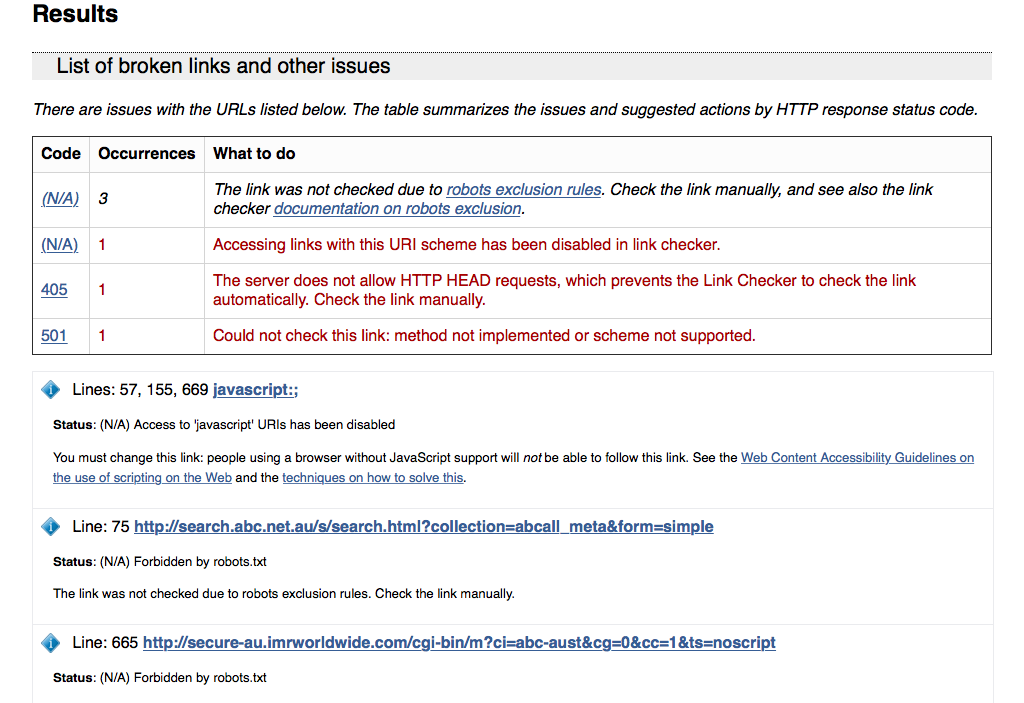 Results
List of broken links and other issues
There are issues with the URLs listed below. The table summarizes the issues and suggested actions by HTTP response status code.
Code Occurrences What to do
(N/A) 3 The link was not checked due to robots exclusion rules. Check the link manually, and see also the link
checker documentation on robots exclusion.
(N/A) 1 Accessing links with this URI scheme has been disabled in link checker.
405 1 The server does not allow HTTP HEAD requests, which prevents the Link Checker to check the link
automatically. Check the link manually.
501 1 Could not check this link: method not implemented or scheme not supported.
Lines: 57, 155, 669 javascript:;
Status: (N/A) Access to 'javascript' URIs has been disabled
You must change this link: people using a browser without JavaScript support will not be able to follow this link. See the Web Content Accessibility Guidelines on
the use of scripting on the Web and the techniques on how to solve this.
Line: 75 http://search.abc.net.au/s/search.html?collection=abcall_meta&form=simple
Status: (N/A) Forbidden by robots.txt
The link was not checked due to robots exclusion rules. Check the link manually.
Line: 665 http://secure-au.imrworldwide.com/cgi-bin/m?ci=abc-aust&cg=0&cc=1&ts=noscript
Status: (N/A) Forbidden by robots.txt